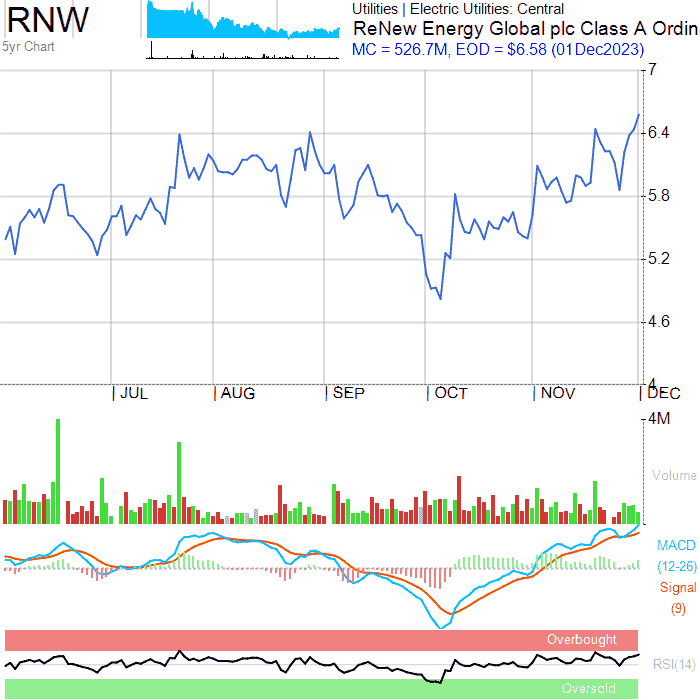 RNW
5yr Chart
Utilities | Electric Utilities: Central
ReNew Energy Global plc Class A Ordin
MC = 526.7M, EOD = $6.58 (01Dec2023)
7
6.4
5.8
5.2
4.6
4
JUL
AUG
SEP
OCT
NOV
DEC
4M
Volume
MACD
(12-26)
Signal
(9)
Overbought
RSI(14)
Oversold